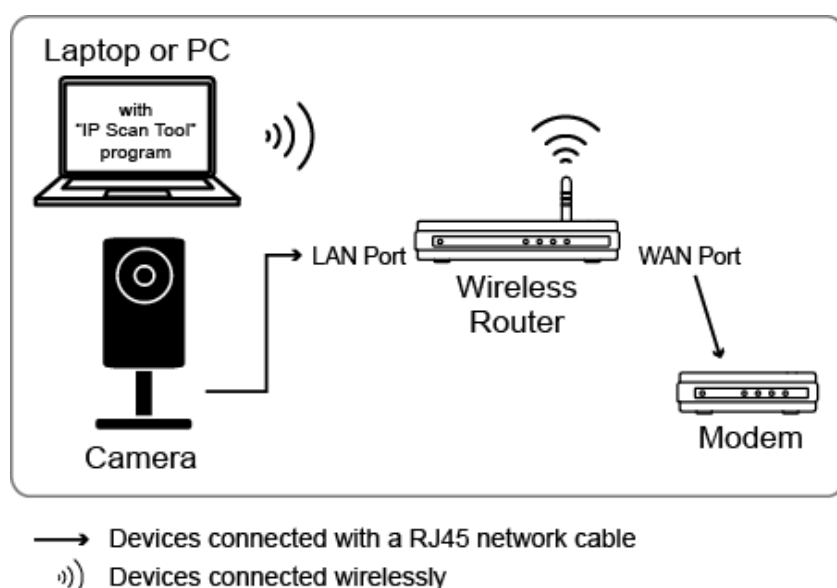 Laptop or PC
with
"IP Scan Tool"
program
LAN Port
WAN Port
Wireless
Router
Camera
Modem
Devices connected with a RJ45 network cable
Devices connected wirelessly